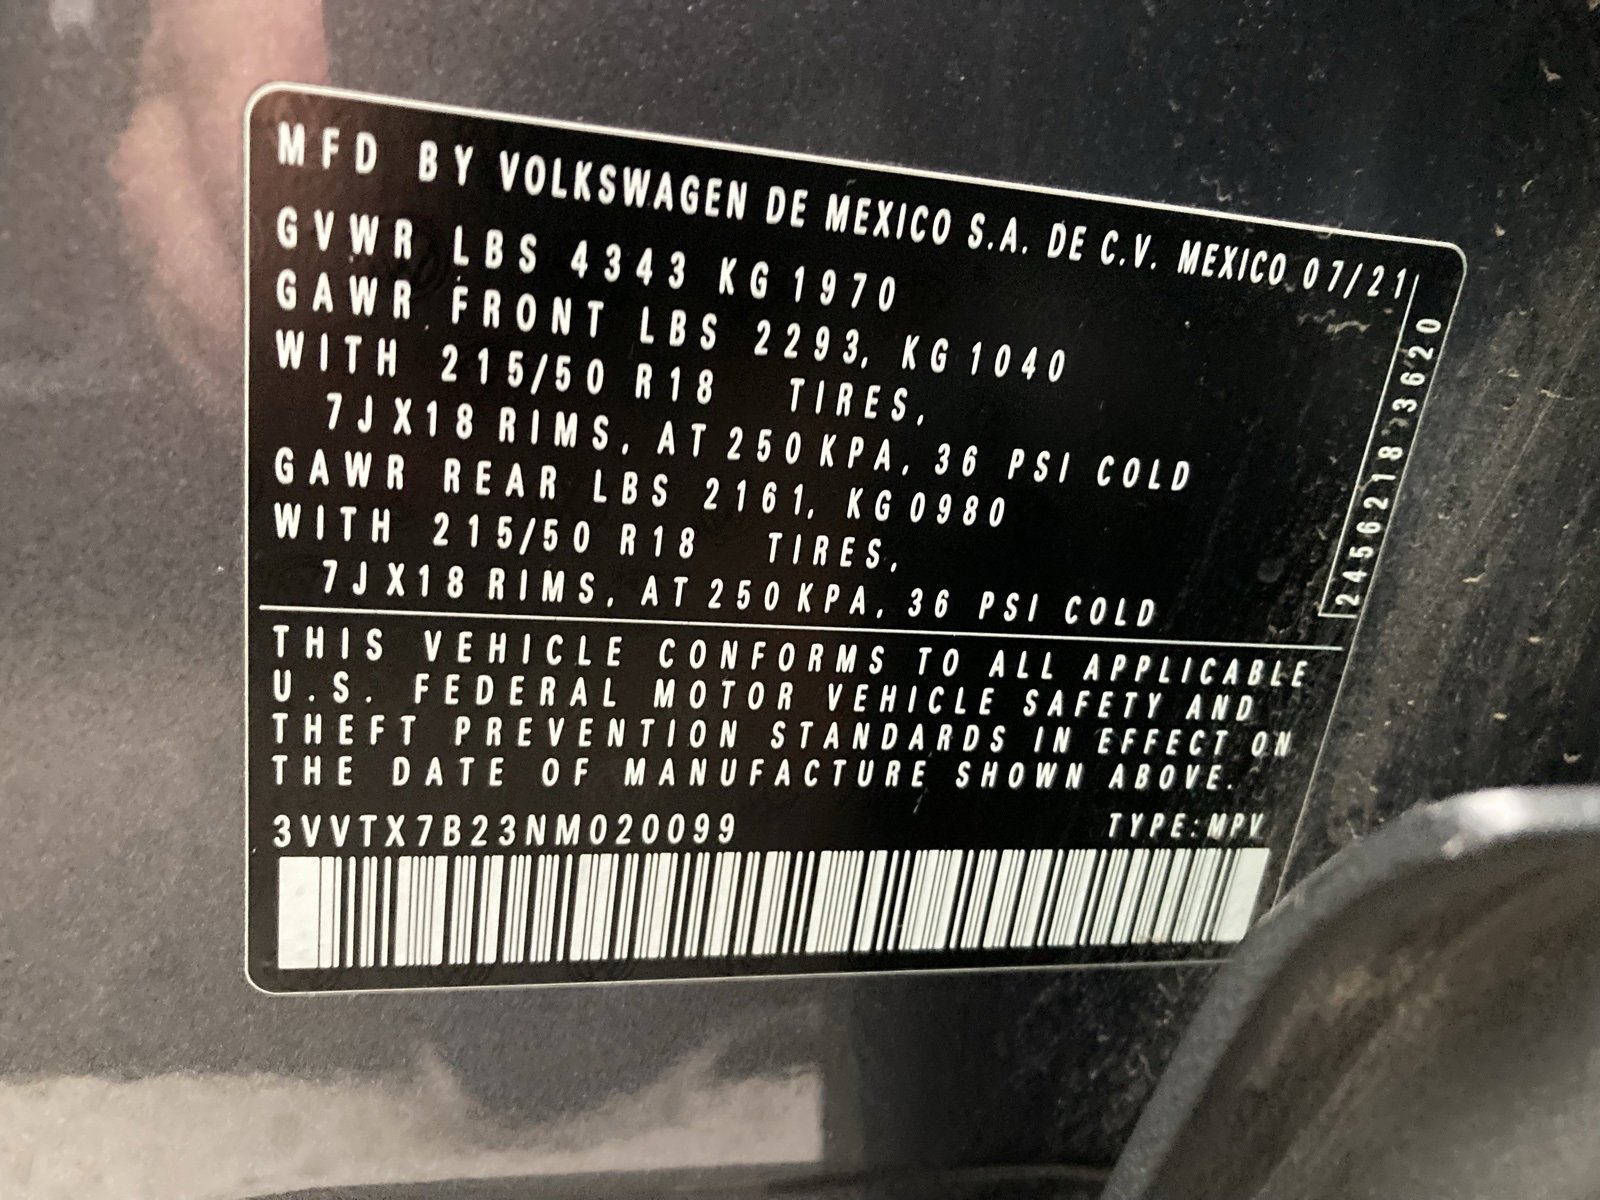 MFD BY VOLKSWAGEN DE MEXICO S.A. DE C.V. MEXICO 07/21
GVWR LBS 4343 KG 1970
GAWR FRONT LBS 2293, KG 1040
WITH 215/50 R18 TIRES,
7JX18 RIMS, AT 250 KPA, 36 PSI COLD
GAWR REAR LBS 2161, KG 0980
WITH 215/50 R18 TIRES,
7JX18 RIMS, AT 250 KPA, 36 PSI COLD
2456218 3620
THIS VEHICLE CONFORMS TO ALL APPLICABLE
U.S. FEDERAL MOTOR VEHICLE SAFETY AND
THEFT PREVENTION STANDARDS IN EFFECT ON
THE DATE OF MANUFACTURE SHOWN ABOVE.
3VVTX7B23NM020099 TYPE: MPV